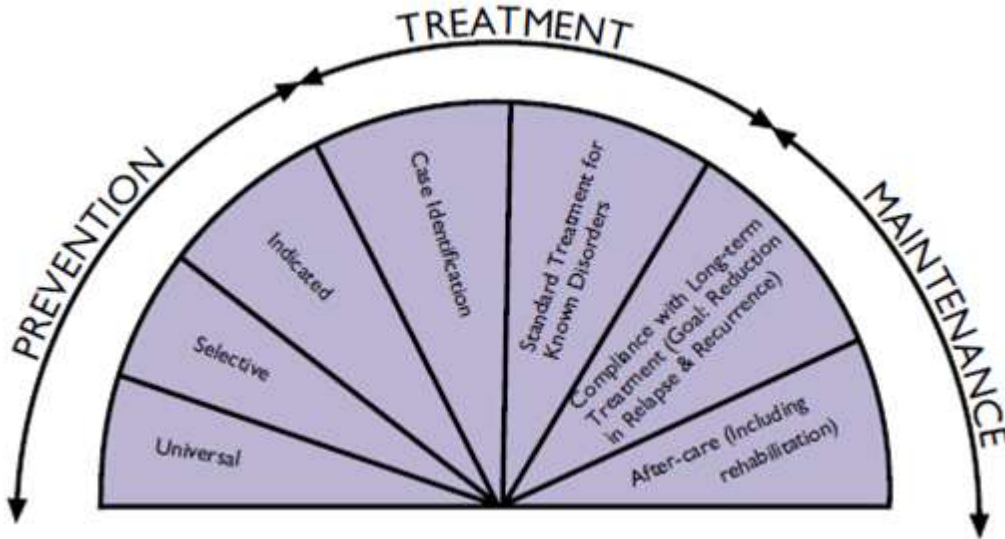 TREATMENT
PREVENTION
MAINTENANCE
Universal
Selective
Indicated
Case Identification
Standard Treatment for
Known Disorders
Compliance with Long-term
Treatment (Goal: Reduction
in Relapse & Recurrence)
After-care (Including
rehabilitation)